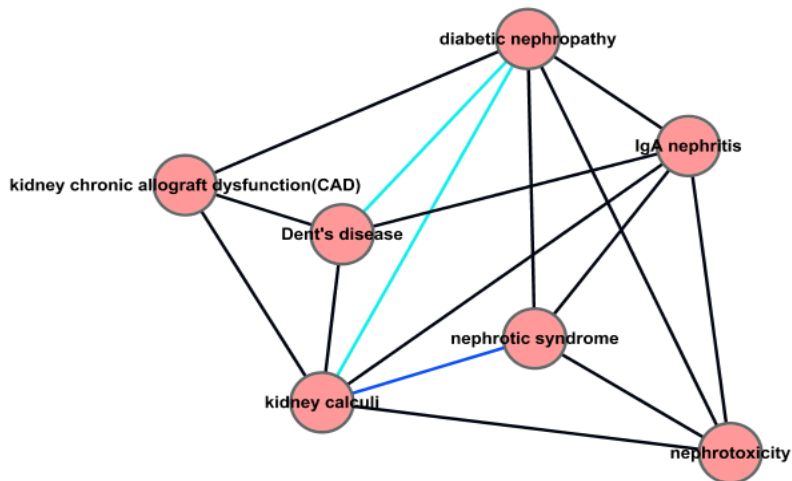 diabetic nephropathy
IgA nephritis
kidney chronic allograft dysfunction(CAD)
Dent's disease
nephrotic syndrome
kidney calculi
nephrotoxicity